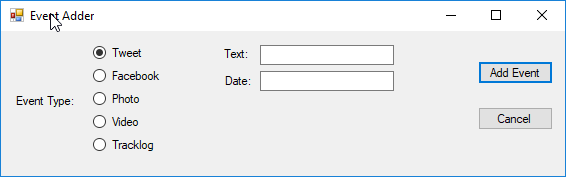 Event Adder
Event Type:
Tweet
Facebook
Photo
Video
Tracklog
Text:
Date:
Add Event
Cancel